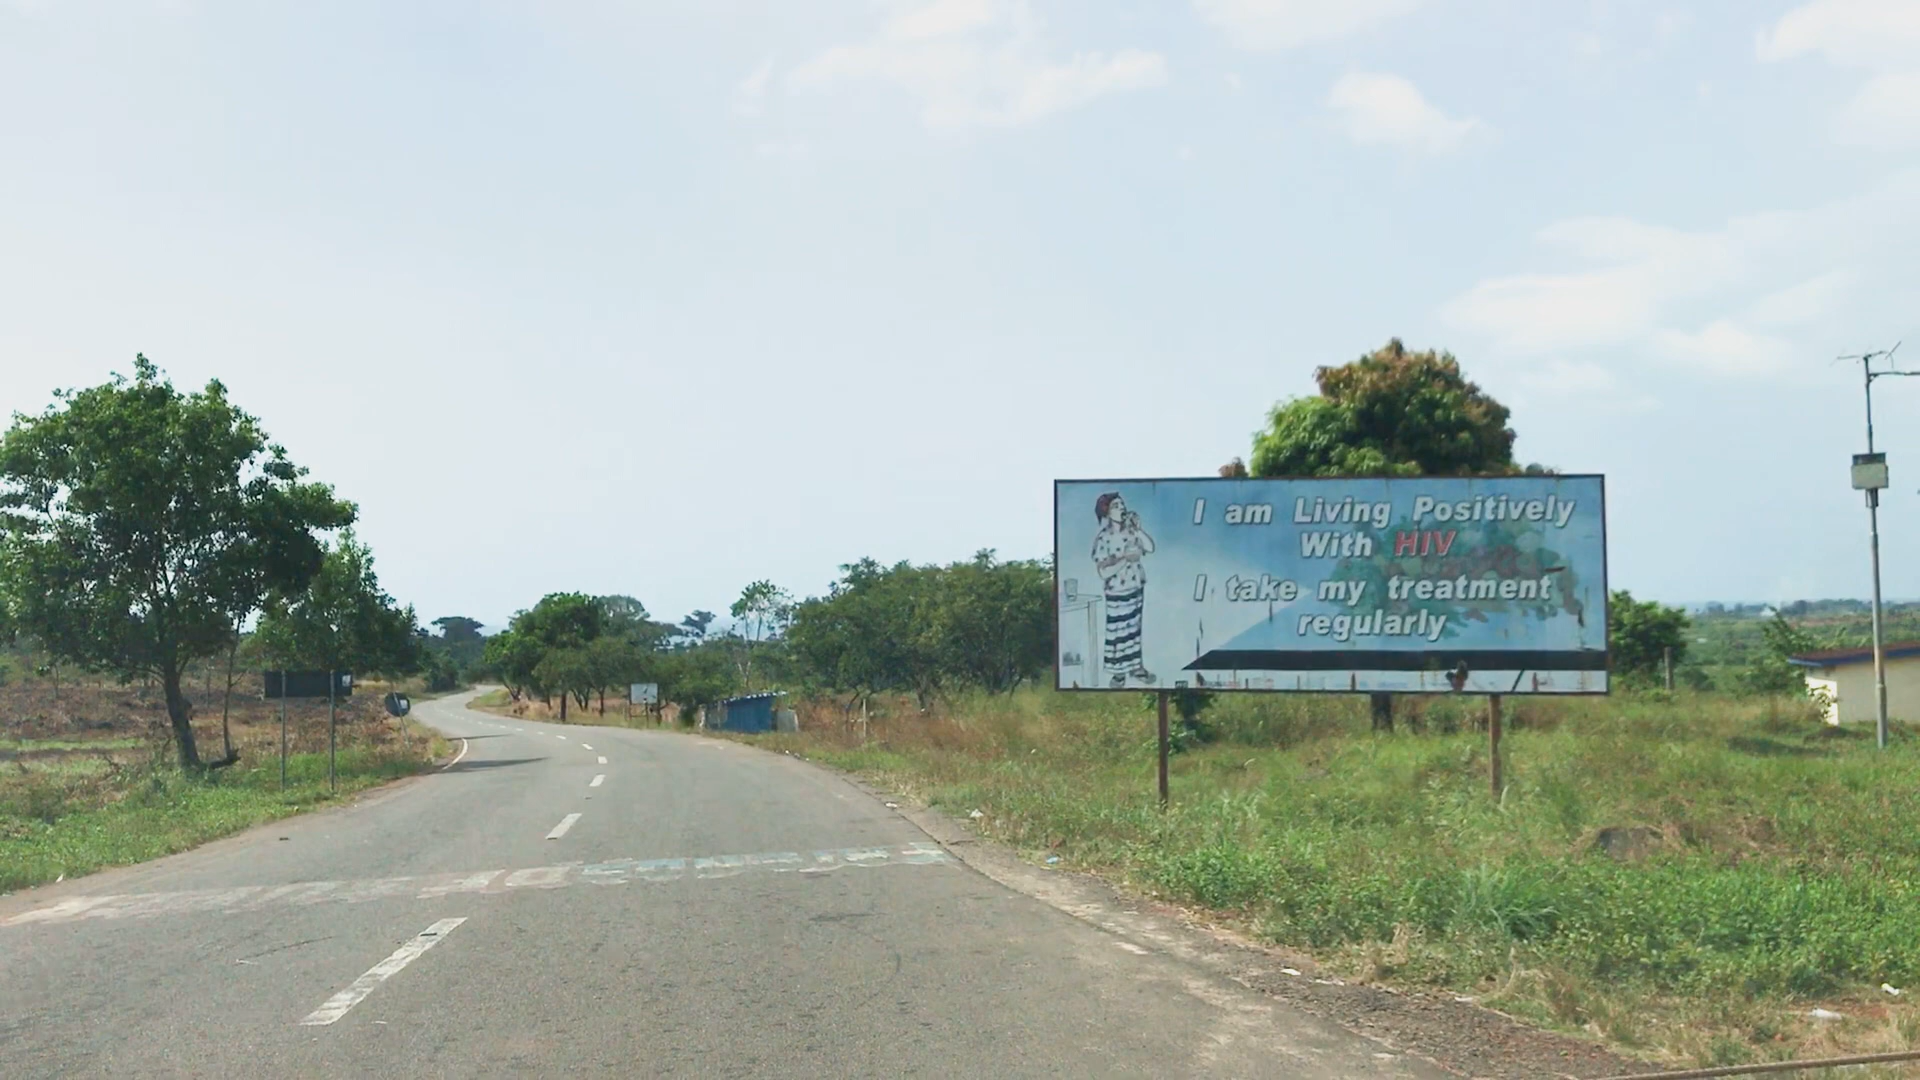 I am Living Positively
With HIV
I take my treatment
regularly